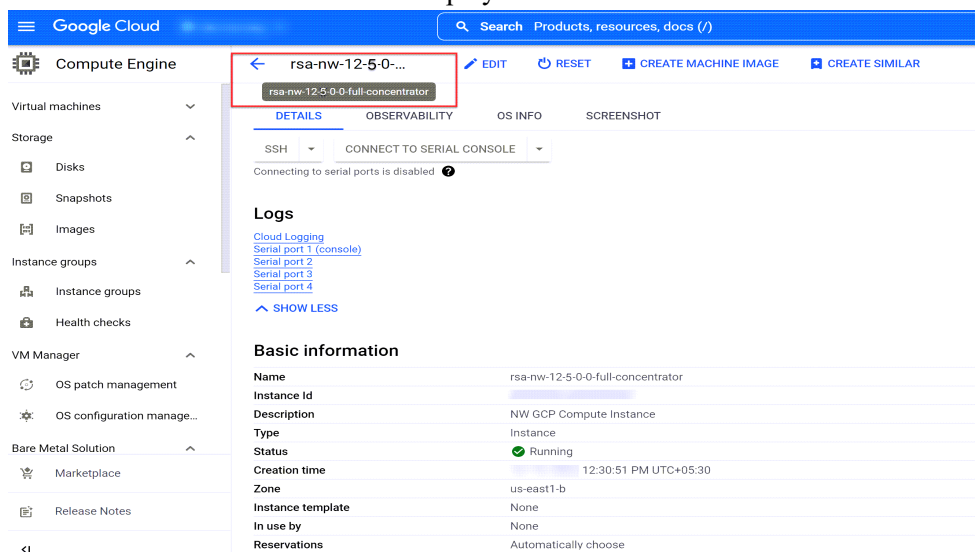 Google Cloud
Search Products, resources, docs (/)
Compute Engine
rsa-nw-12-5-0-...
EDIT
RESET
CREATE MACHINE IMAGE
CREATE SIMILAR
rsa-nw-12-5-0-0-full-concentrator
Virtual machines
Storage
Disks
Snapshots
Images
Instance groups
Instance groups
Health checks
VM Manager
OS patch management
OS configuration manage...
Bare Metal Solution
Marketplace
Release Notes
DETAILS OBSERVABILITY OS INFO SCREENSHOT
SSH CONNECT TO SERIAL CONSOLE
Connecting to serial ports is disabled
Logs
Cloud Logging
Serial port 1 (console)
Serial port 2
Serial port 3
Serial port 4
SHOW LESS
Basic information
Name rsa-nw-12-5-0-0-full-concentrator
Instance Id
Description NW GCP Compute Instance
Type Instance
Status Running
Creation time 12:30:51 PM UTC+05:30
Zone us-east1-b
Instance template None
In use by None
Reservations Automatically choose